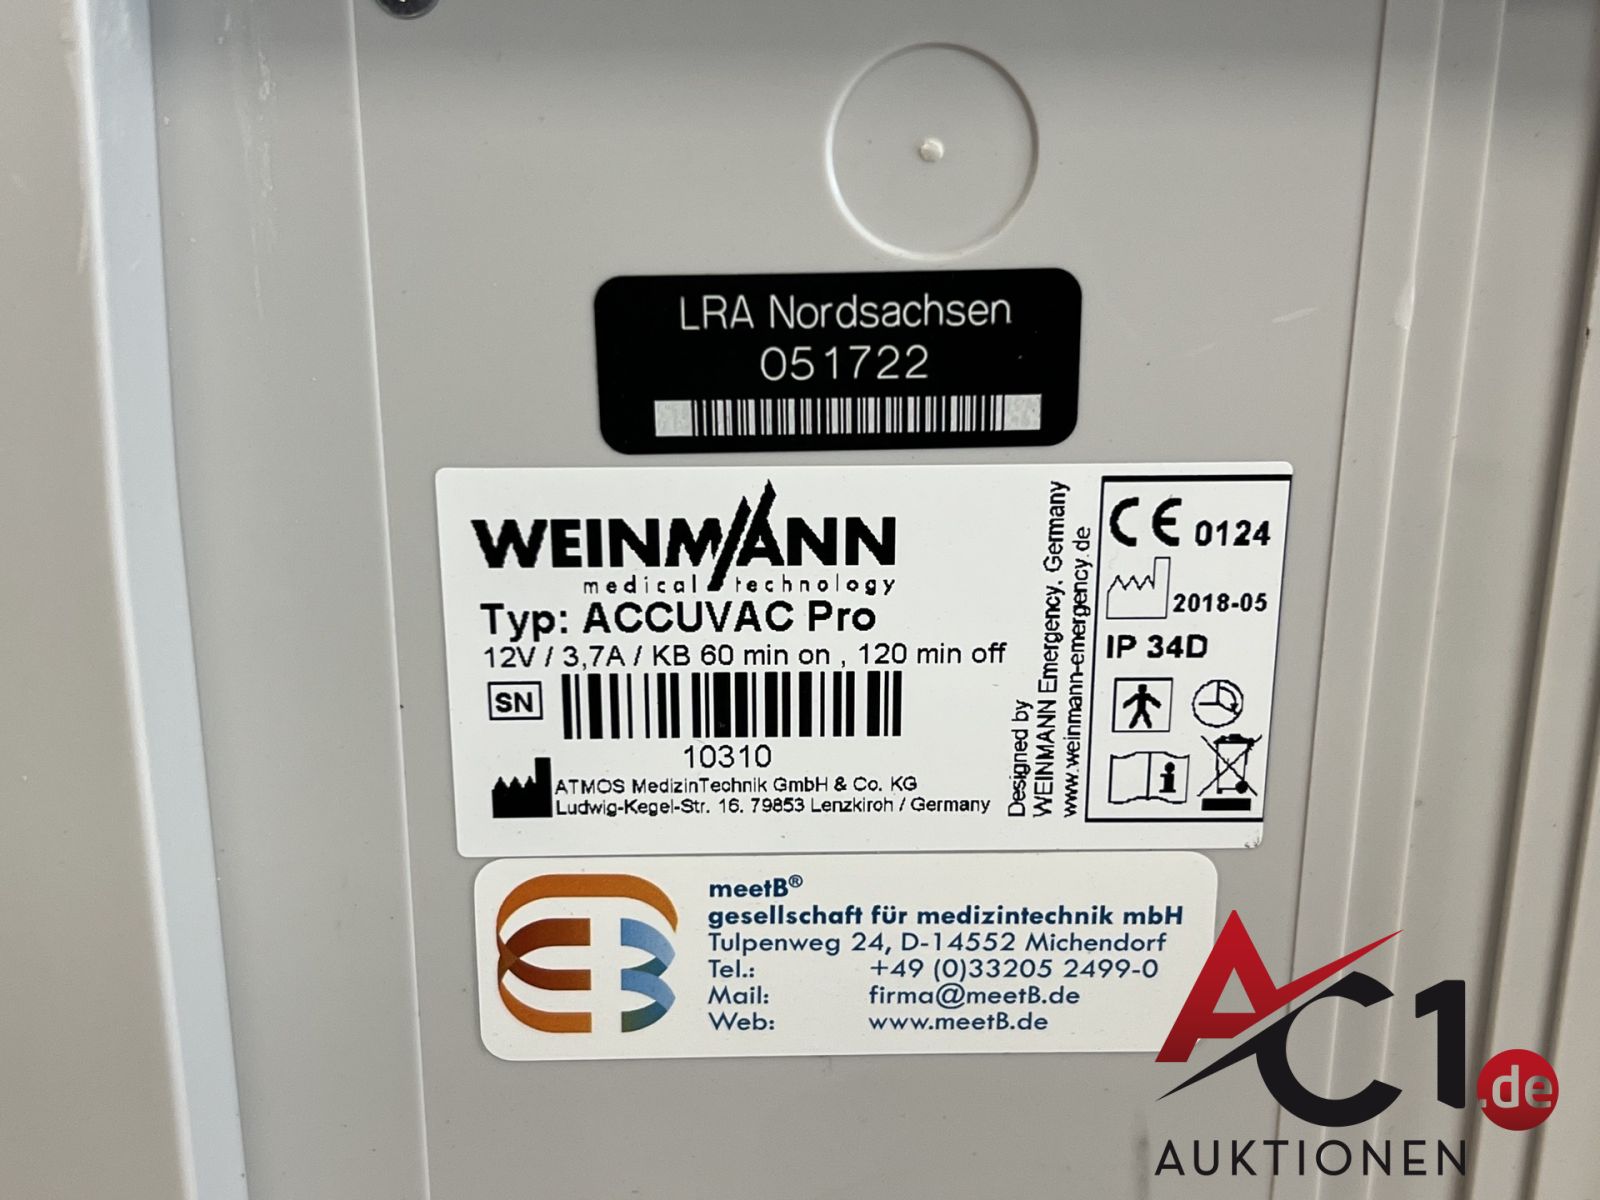 LRA Nordsachsen
051722
WEINMANN
medical technology
Typ: ACCUVAC Pro
12V / 3,7A / KB 60 min on , 120 min off
SN
10310
ATMOS MedizinTechnik GmbH & Co. KG
Ludwig-Kegel-Str. 16. 79853 Lenzkirch / Germany
Designed by
WEINMANN Emergency, Germany
www.weinmann-emergency.de
CE 0124
2018-05
IP 34D
meetB®
gesellschaft für medizintechnik mbH
Tulpenweg 24, D-14552 Michendorf
Tel.: +49 (0)33205 2499-0
Mail: firma@meetB.de
Web: www.meetB.de
AC1.de
AUKTIONEN